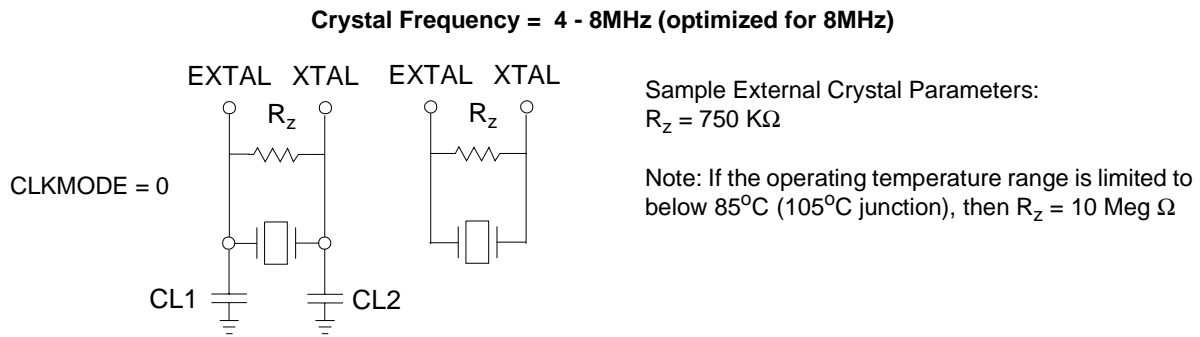 Crystal Frequency = 4 - 8MHz (optimized for 8MHz)
EXTAL XTAL EXTAL XTAL
Rz Rz
CLKMODE = 0
CL1 CL2
Sample External Crystal Parameters:
Rz = 750 KΩ
Note: If the operating temperature range is limited to
below 85°C (105°C junction), then Rz = 10 Meg Ω